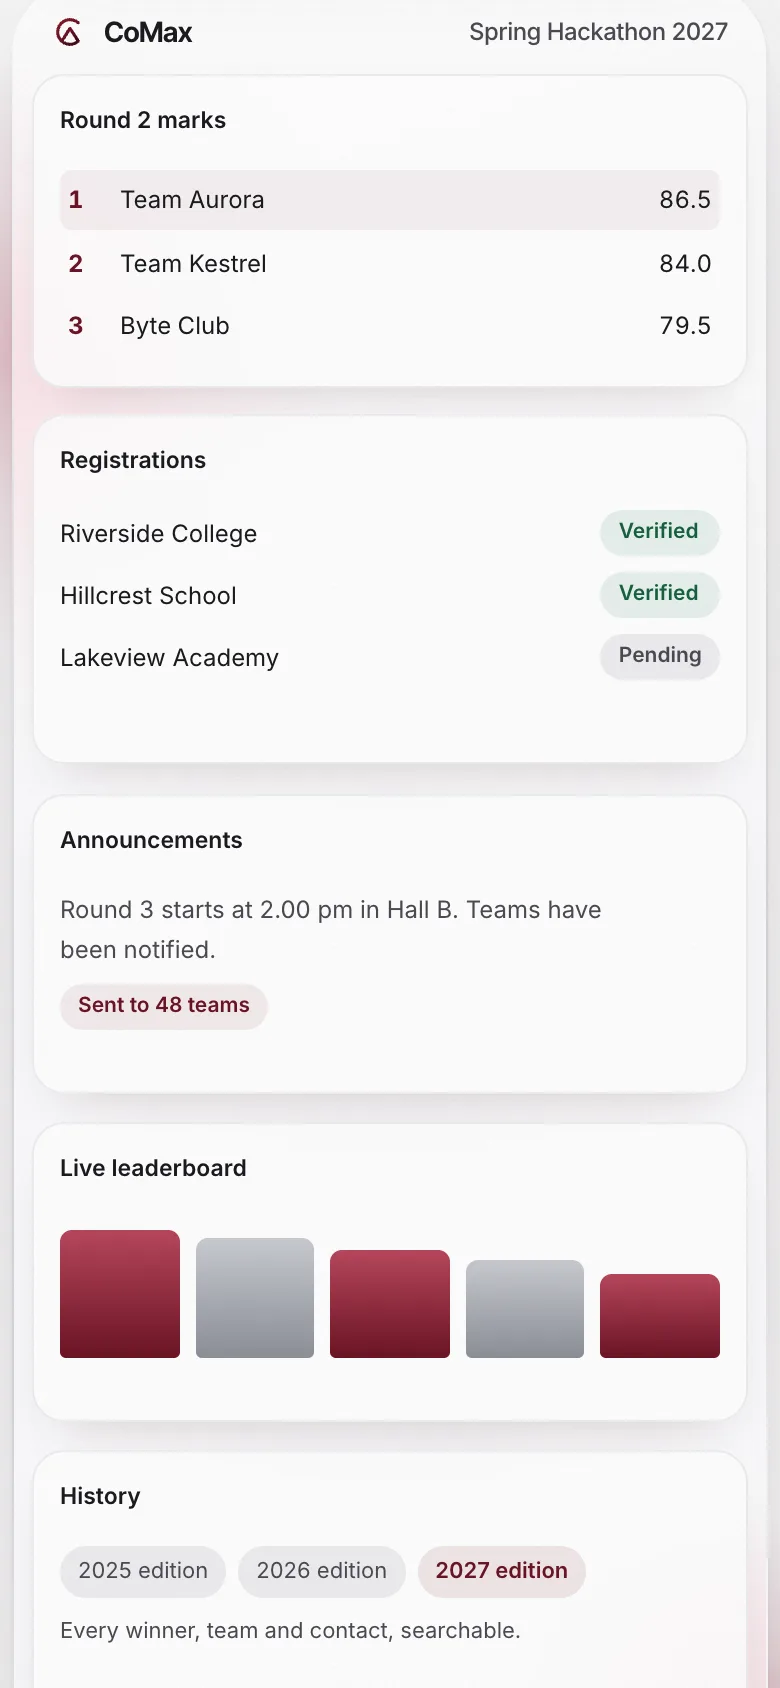 CoMax
Spring Hackathon 2027
Round 2 marks
1 Team Aurora 86.5
2 Team Kestrel 84.0
3 Byte Club 79.5
Registrations
Riverside College Verified
Hillcrest School Verified
Lakeview Academy Pending
Announcements
Round 3 starts at 2.00 pm in Hall B. Teams have
been notified.
Sent to 48 teams
Live leaderboard
History
2025 edition 2026 edition 2027 edition
Every winner, team and contact, searchable.